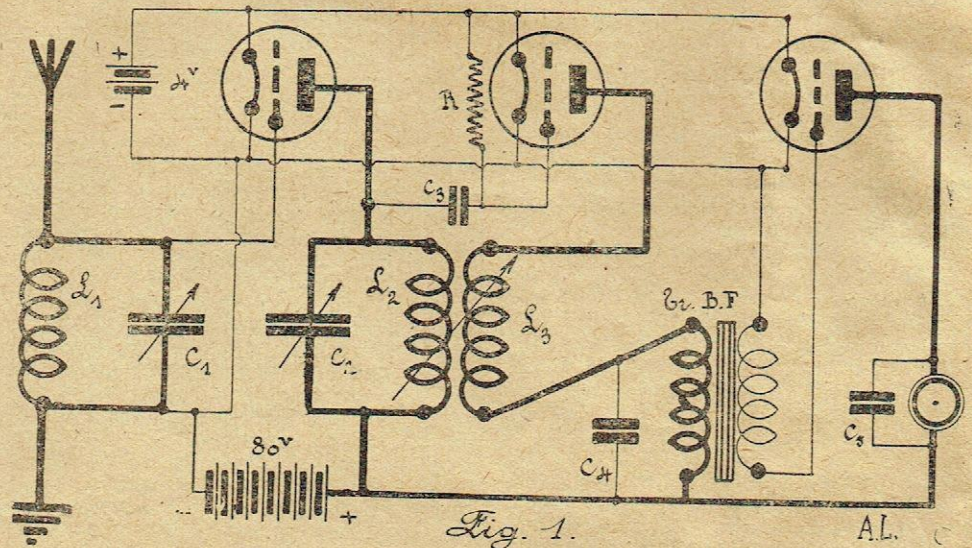 +
4ᵛ
-
R
C₃
L₁
C₁
C₂
L₂
L₃
Tr. B.F
C₄
C₅
80ᵛ
-
+
Fig. 1.
A.L.